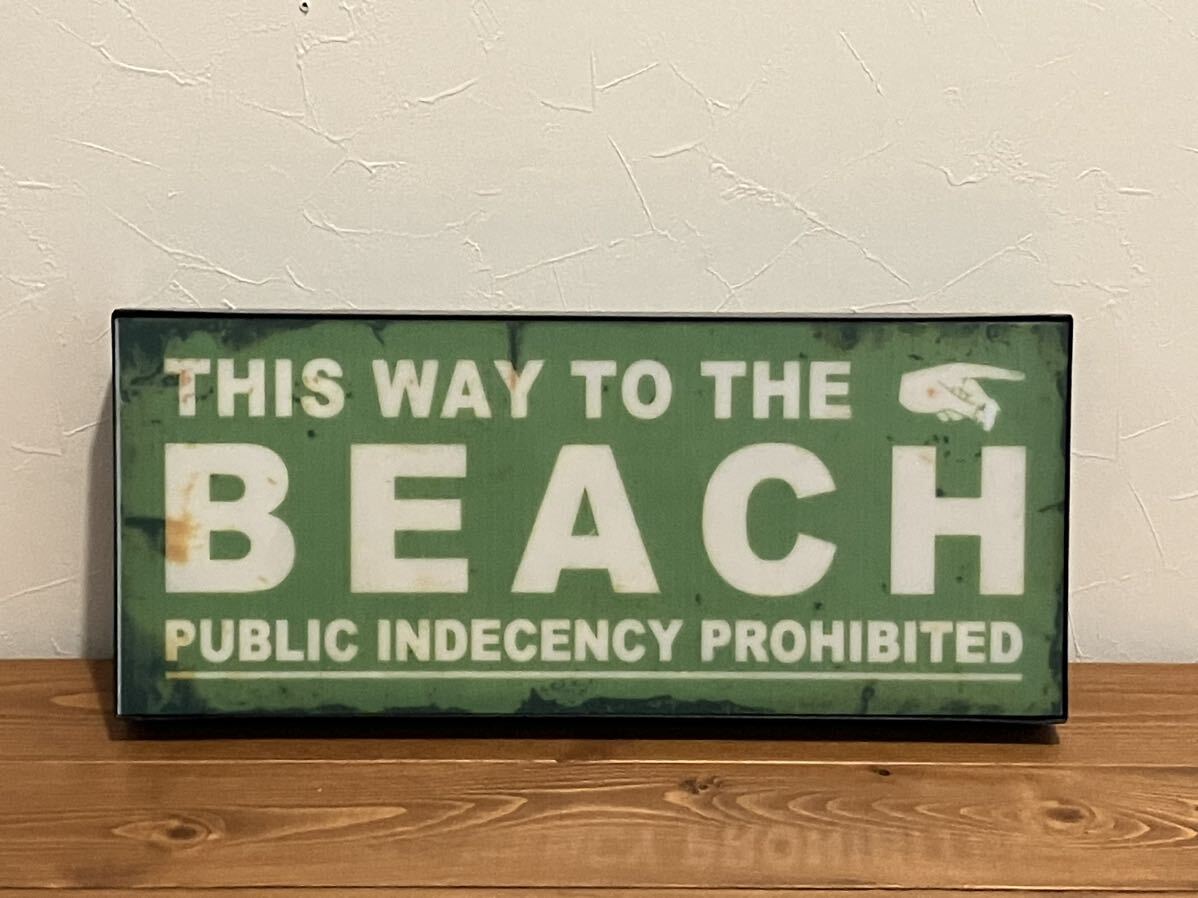 THIS WAY TO THE
BEACH
PUBLIC INDECENCY PROHIBITED